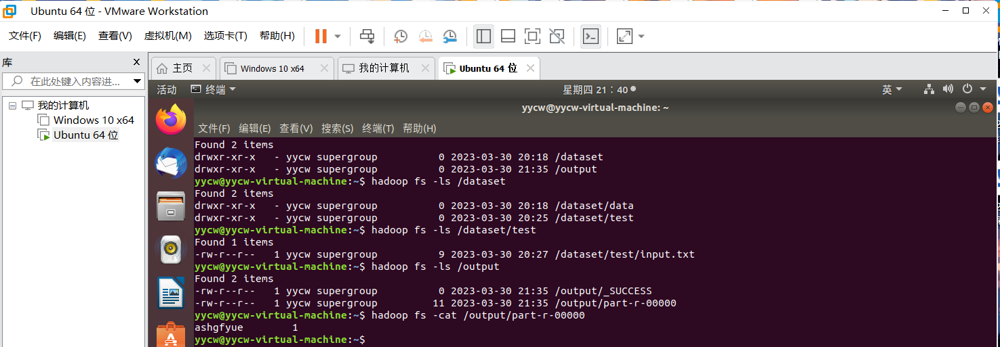 Ubuntu 64 位 - VMware Workstation
文件(F) 编辑(E) 查看(V) 虚拟机(M) 选项卡(T) 帮助(H)
库
主页 Windows 10 x64 我的计算机 Ubuntu 64 位
在此处键入内容进...
我的计算机
Windows 10 x64
Ubuntu 64 位
活动 终端 星期四 21：40 英
yycw@yycw-virtual-machine: ~
文件(F) 编辑(E) 查看(V) 搜索(S) 终端(T) 帮助(H)
Found 2 items
drwxr-xr-x   - yycw supergroup          0 2023-03-30 20:18 /dataset
drwxr-xr-x   - yycw supergroup          0 2023-03-30 21:35 /output
yycw@yycw-virtual-machine:~$ hadoop fs -ls /dataset
Found 2 items
drwxr-xr-x   - yycw supergroup          0 2023-03-30 20:18 /dataset/data
drwxr-xr-x   - yycw supergroup          0 2023-03-30 20:25 /dataset/test
yycw@yycw-virtual-machine:~$ hadoop fs -ls /dataset/test
Found 1 items
-rw-r--r--   1 yycw supergroup          9 2023-03-30 20:27 /dataset/test/input.txt
yycw@yycw-virtual-machine:~$ hadoop fs -ls /output
Found 2 items
-rw-r--r--   1 yycw supergroup          0 2023-03-30 21:35 /output/_SUCCESS
-rw-r--r--   1 yycw supergroup         11 2023-03-30 21:35 /output/part-r-00000
yycw@yycw-virtual-machine:~$ hadoop fs -cat /output/part-r-00000
ashgfyue        1
yycw@yycw-virtual-machine:~$